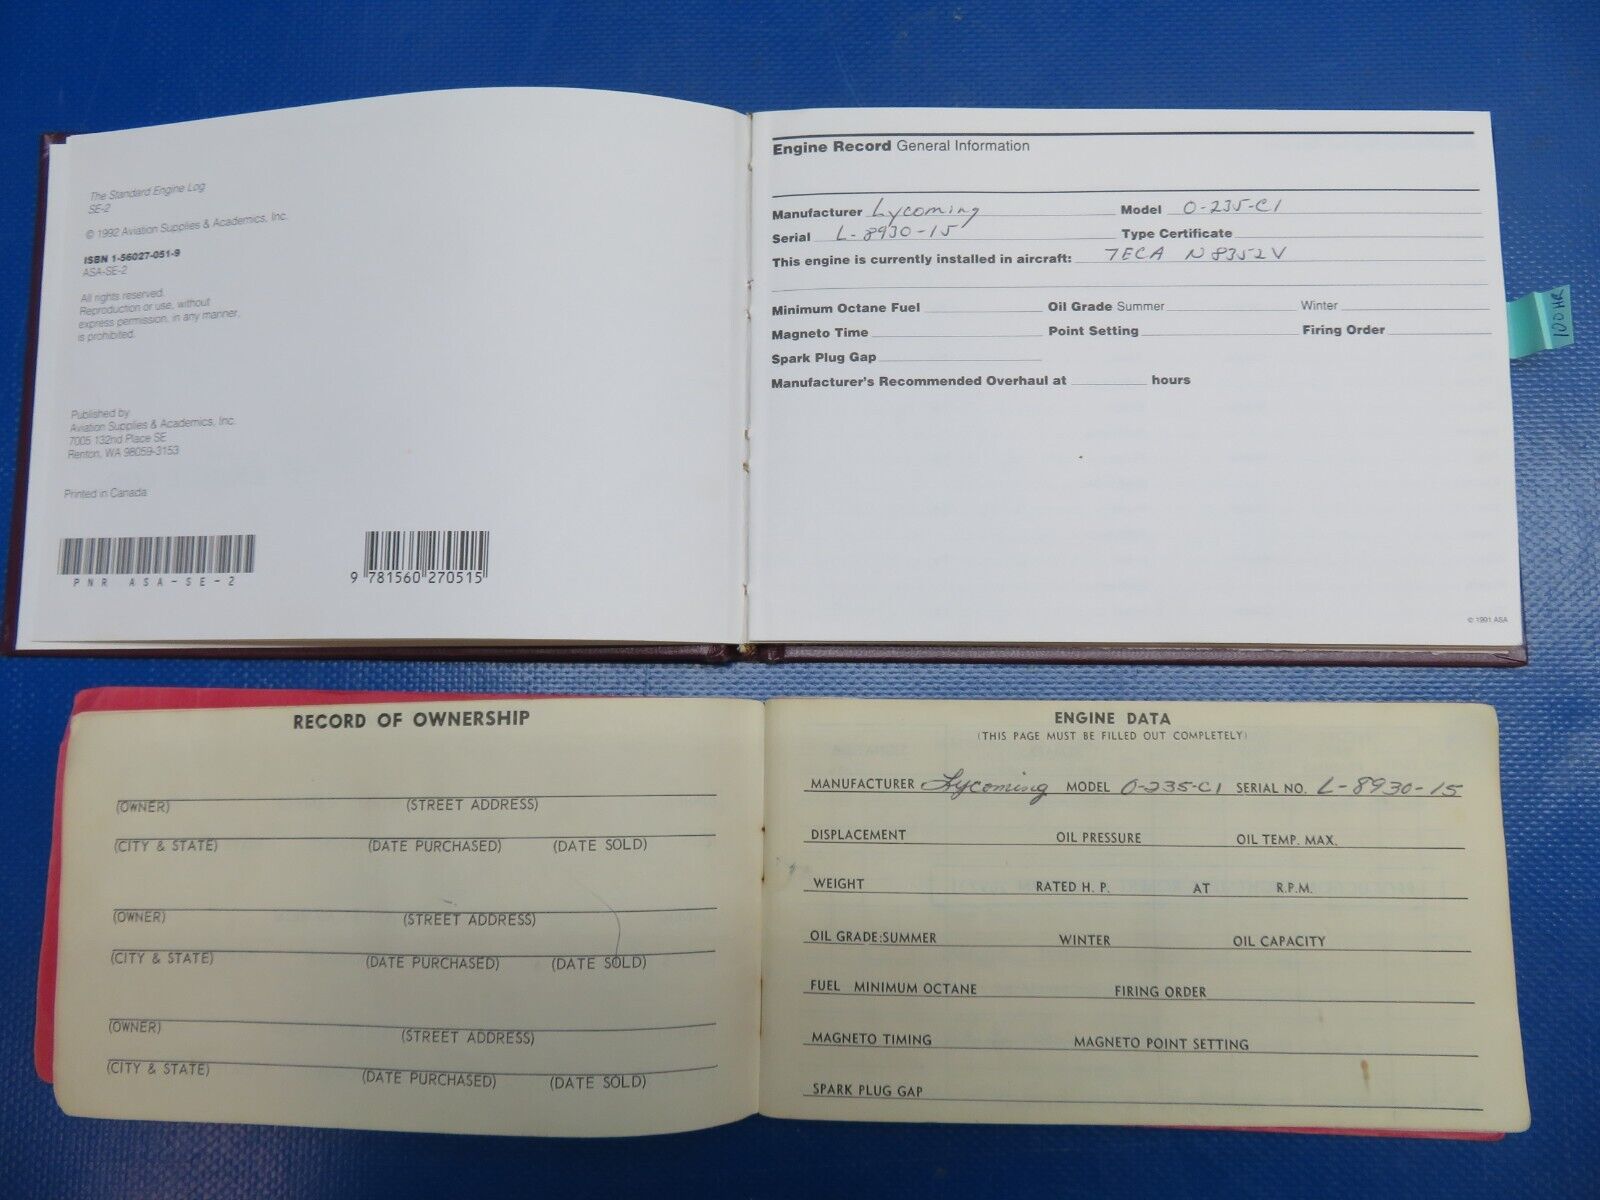 The Standard Engine Log
SE-2
© 1992 Aviation Supplies & Academics, Inc.
ISBN 1-56027-051-9
ASA-SE-2
All rights reserved.
Reproduction or use, without
express permission, in any manner,
is prohibited.
Published by
Aviation Supplies & Academics, Inc.
7005 132nd Place SE
Renton, WA 98059-3153
Printed in Canada
PNR ASA-SE-2
9 781560 270515
Engine Record General Information
Manufacturer Lycoming Model O-235-C1
Serial L-8930-15 Type Certificate
This engine is currently installed in aircraft: 7ECA N8352V
Minimum Octane Fuel Oil Grade Summer Winter
Magneto Time Point Setting Firing Order
Spark Plug Gap
Manufacturer's Recommended Overhaul at hours
© 1991 ASA
100 HR
RECORD OF OWNERSHIP
(OWNER) (STREET ADDRESS)
(CITY & STATE) (DATE PURCHASED) (DATE SOLD)
(OWNER) (STREET ADDRESS)
(CITY & STATE) (DATE PURCHASED) (DATE SOLD)
(OWNER) (STREET ADDRESS)
(CITY & STATE) (DATE PURCHASED) (DATE SOLD)
ENGINE DATA
(THIS PAGE MUST BE FILLED OUT COMPLETELY)
MANUFACTURER Lycoming MODEL O-235-C1 SERIAL NO. L-8930-15
DISPLACEMENT OIL PRESSURE OIL TEMP. MAX.
WEIGHT RATED H. P. AT R.P.M.
OIL GRADE:SUMMER WINTER OIL CAPACITY
FUEL MINIMUM OCTANE FIRING ORDER
MAGNETO TIMING MAGNETO POINT SETTING
SPARK PLUG GAP